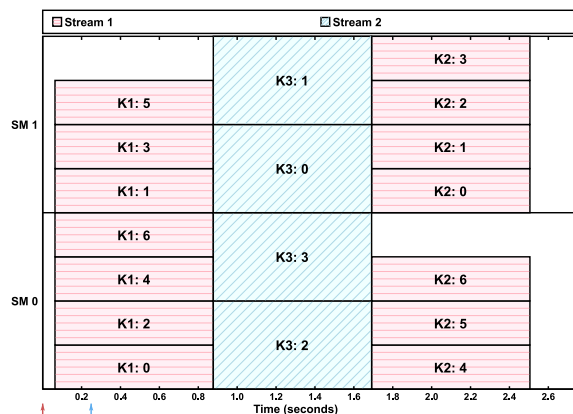 Stream 1 Stream 2
K1: 5
K1: 3
K1: 1
K1: 6
K1: 4
K1: 2
K1: 0
K3: 1
K3: 0
K3: 3
K3: 2
K2: 3
K2: 2
K2: 1
K2: 0
K2: 6
K2: 5
K2: 4
SM 1
SM 0
0.2 0.4 0.6 0.8 1.0 1.2 1.4 1.6 1.8 2.0 2.2 2.4 2.6
Time (seconds)